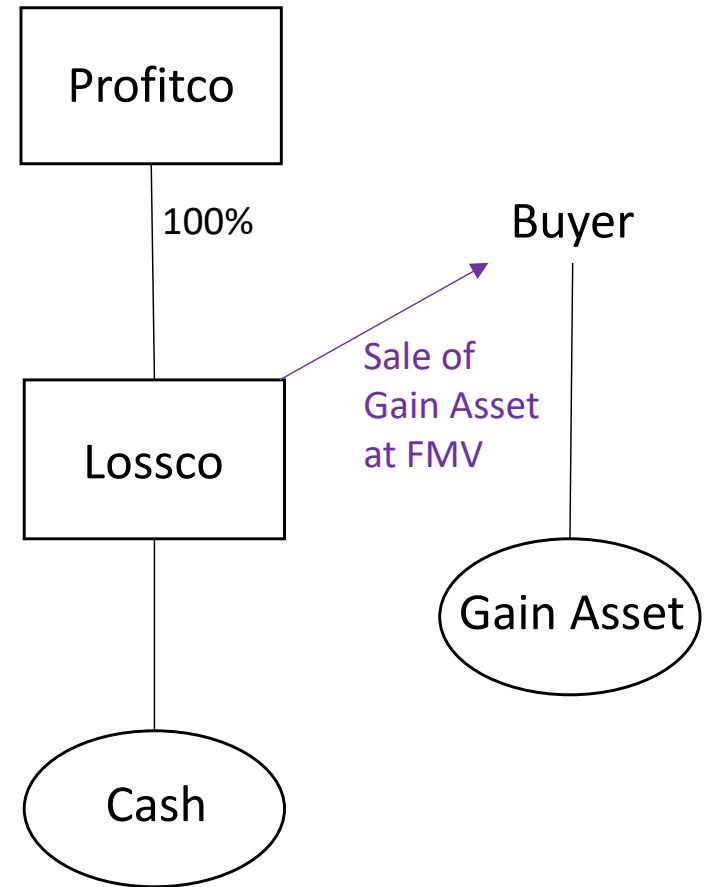 Profitco
100%
Buyer
Sale of
Gain Asset
at FMV
Lossco
Gain Asset
Cash